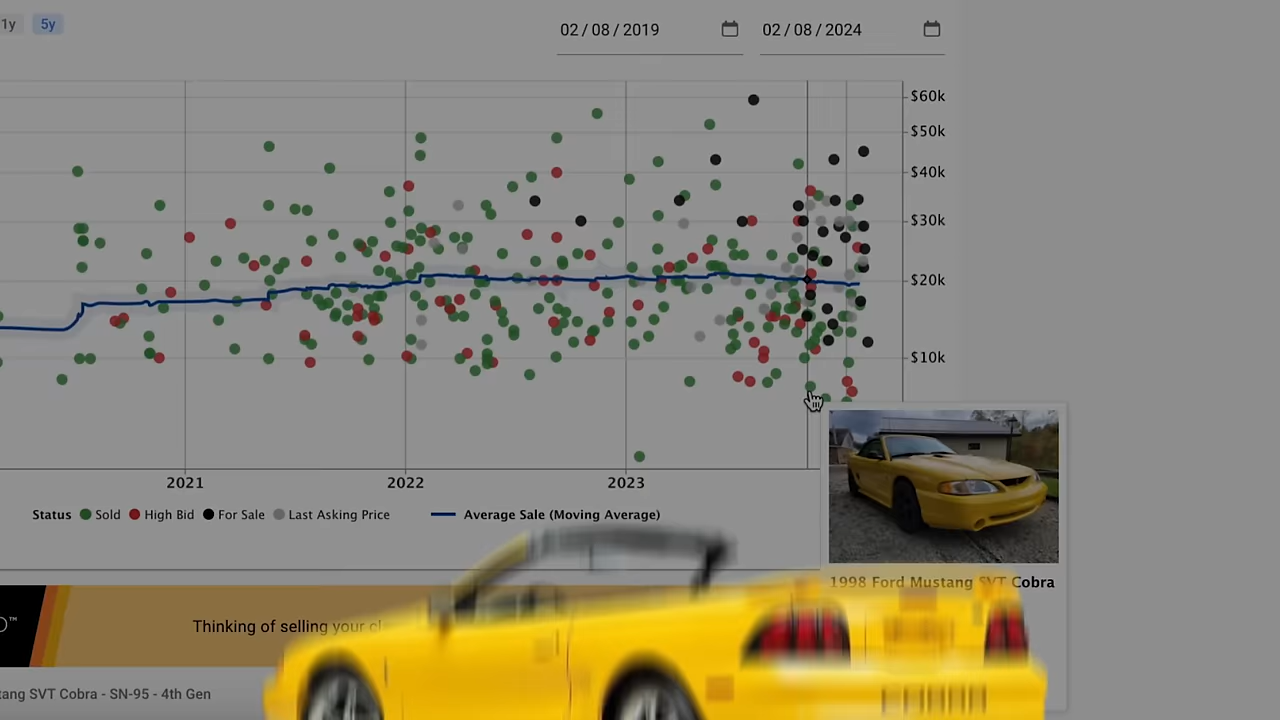 1y 5y 02 / 08 / 2019 02 / 08 / 2024
$60k
$50k
$40k
$30k
$20k
$10k
2021 2022 2023
Status Sold High Bid For Sale Last Asking Price Average Sale (Moving Average)
1998 Ford Mustang SVT Cobra
Thinking of selling your
tang SVT Cobra - SN-95 - 4th Gen